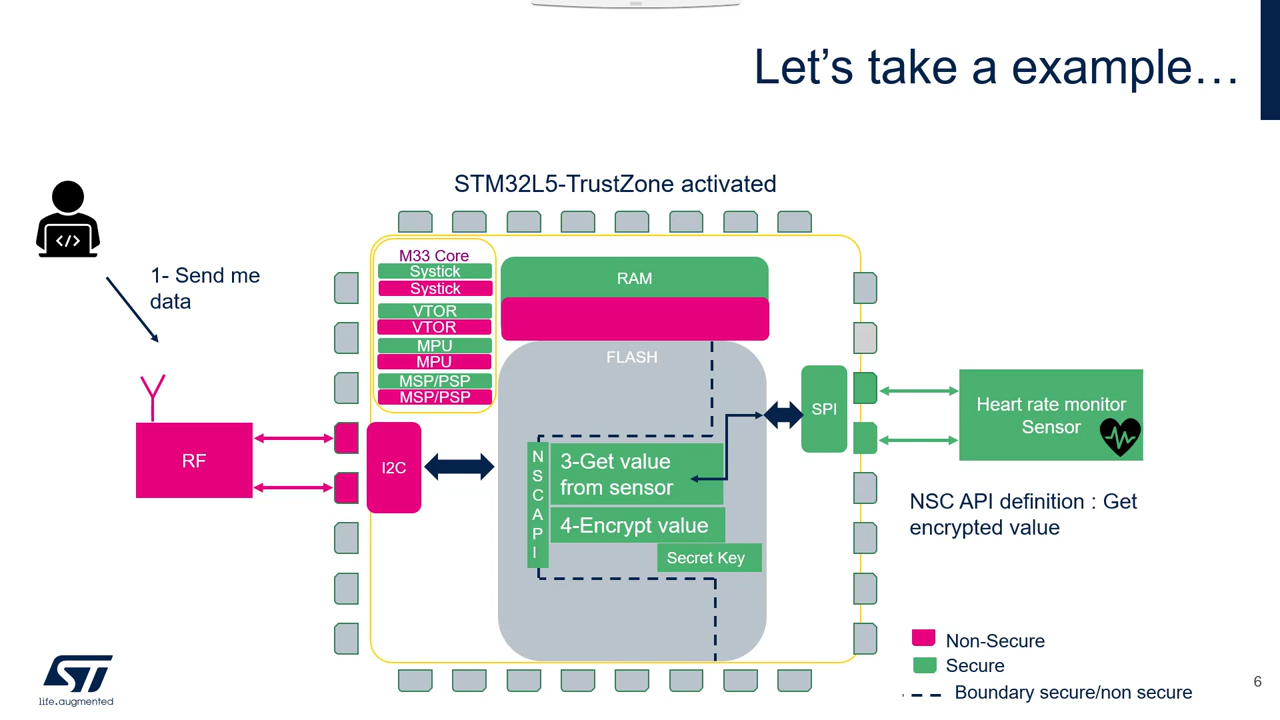 Let's take a example…
STM32L5-TrustZone activated
</>
1- Send me
data
M33 Core
Systick
Systick
VTOR
VTOR
MPU
MPU
MSP/PSP
MSP/PSP
RAM
FLASH
RF
I2C
NSC API
3-Get value
from sensor
4-Encrypt value
Secret Key
SPI
Heart rate monitor
Sensor
NSC API definition : Get
encrypted value
Non-Secure
Secure
Boundary secure/non secure
ST
life.augmented
6